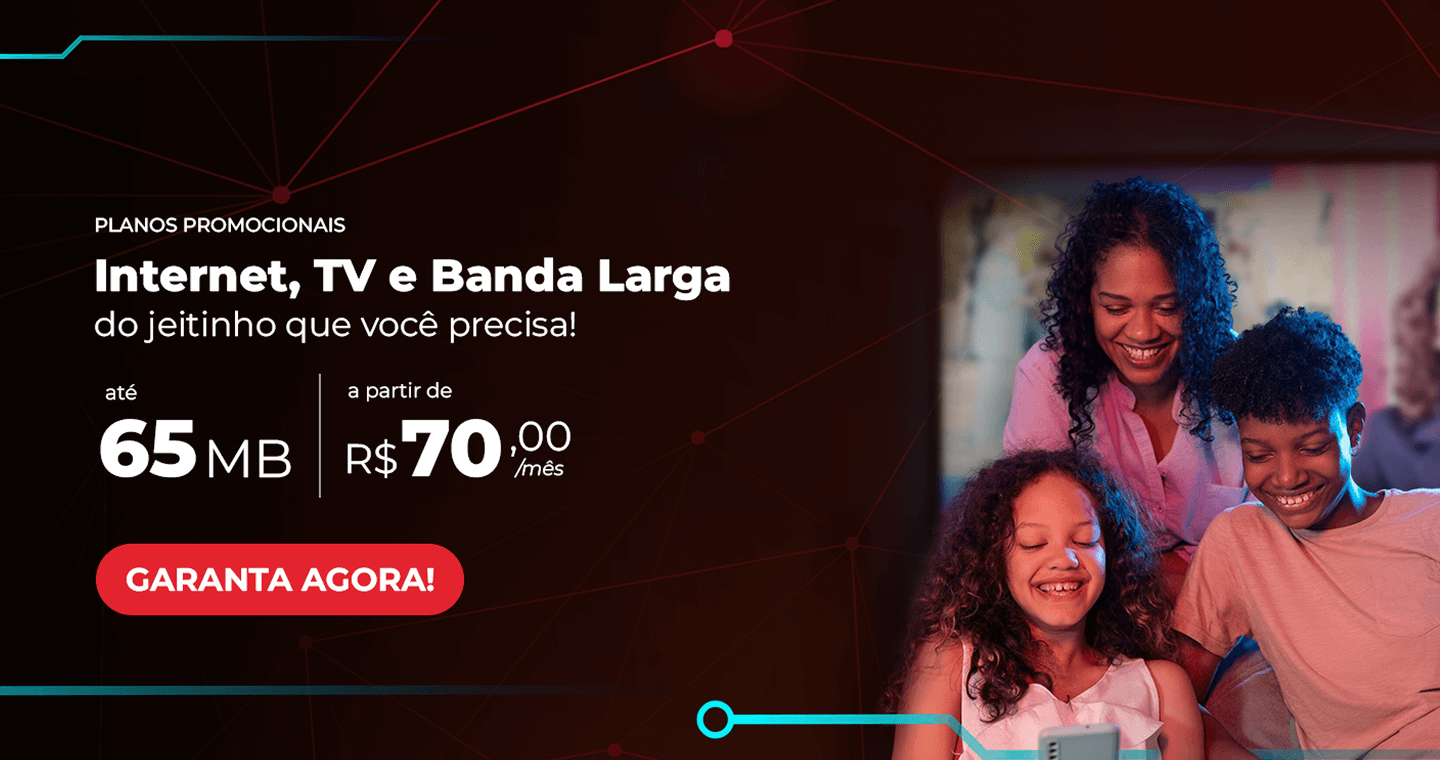 PLANOS PROMOCIONAIS
Internet, TV e Banda Larga
do jeitinho que você precisa!
até
65 MB
a partir de
R$70,00
/mês
GARANTA AGORA!